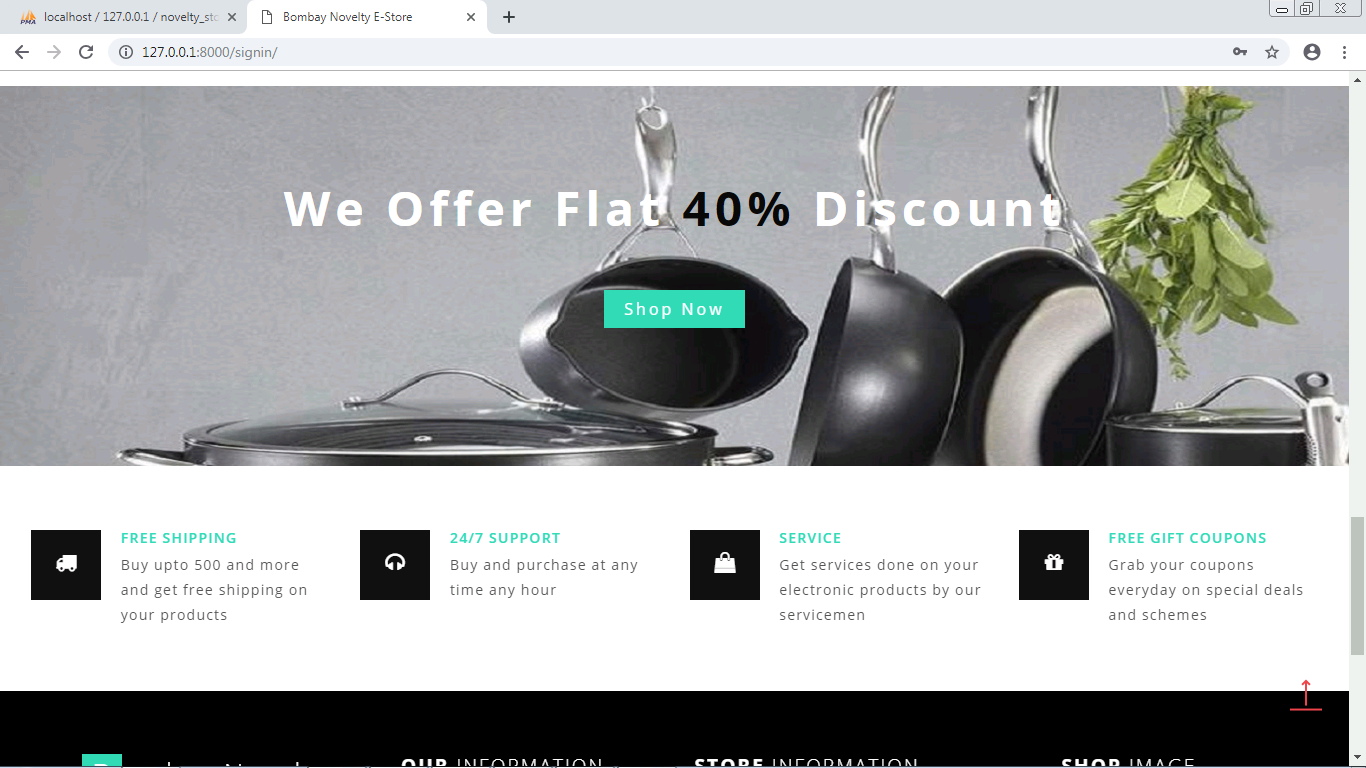 localhost / 127.0.0.1 / novelty_sto
Bombay Novelty E-Store
127.0.0.1:8000/signin/
We Offer Flat 40% Discount
Shop Now
FREE SHIPPING
Buy upto 500 and more
and get free shipping on
your products
24/7 SUPPORT
Buy and purchase at any
time any hour
SERVICE
Get services done on your
electronic products by our
servicemen
FREE GIFT COUPONS
Grab your coupons
everyday on special deals
and schemes
OUR INFORMATION
STORE INFORMATION
SHOP IMAGE